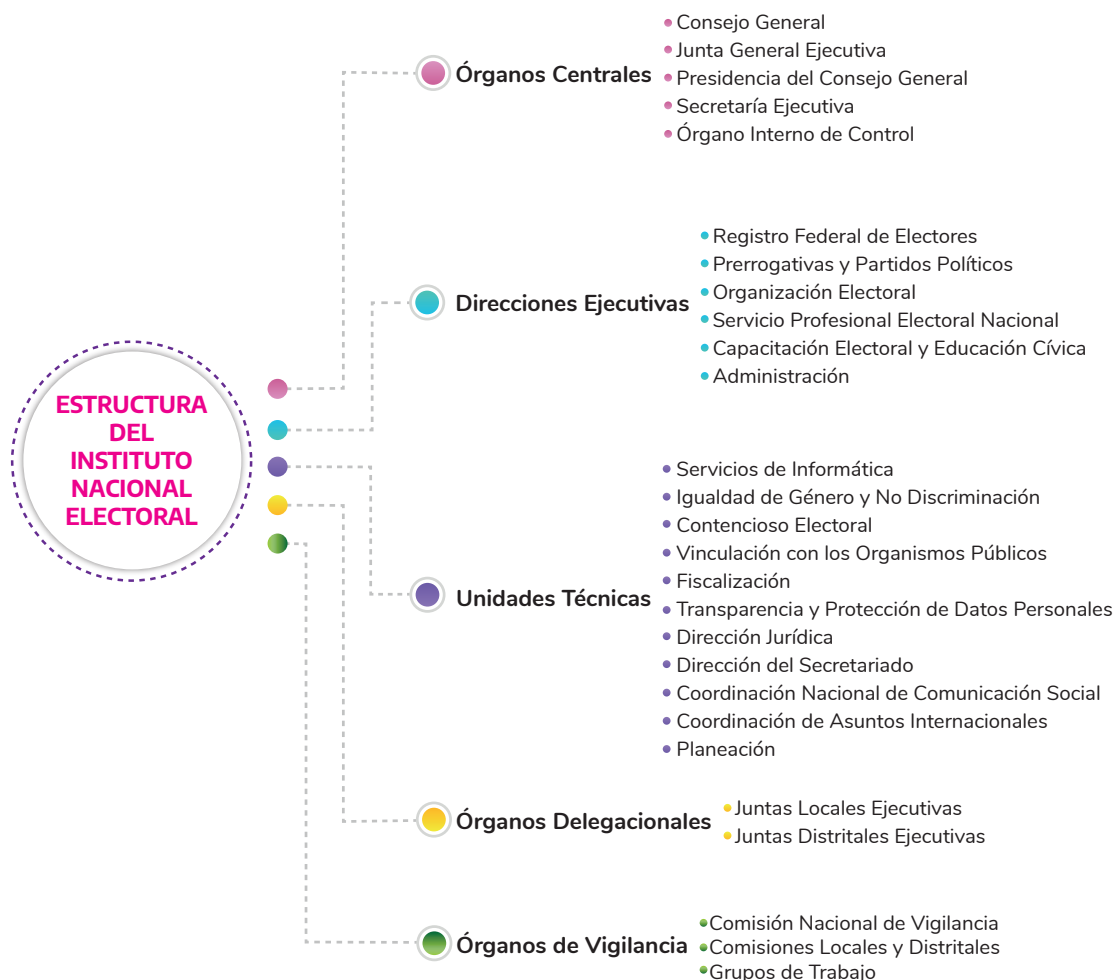 ESTRUCTURA
DEL
INSTITUTO
NACIONAL
ELECTORAL
Órganos Centrales
Consejo General
Junta General Ejecutiva
Presidencia del Consejo General
Secretaría Ejecutiva
Órgano Interno de Control
Direcciones Ejecutivas
Registro Federal de Electores
Prerrogativas y Partidos Políticos
Organización Electoral
Servicio Profesional Electoral Nacional
Capacitación Electoral y Educación Cívica
Administración
Unidades Técnicas
Servicios de Informática
Igualdad de Género y No Discriminación
Contencioso Electoral
Vinculación con los Organismos Públicos
Fiscalización
Transparencia y Protección de Datos Personales
Dirección Jurídica
Dirección del Secretariado
Coordinación Nacional de Comunicación Social
Coordinación de Asuntos Internacionales
Planeación
Órganos Delegacionales
Juntas Locales Ejecutivas
Juntas Distritales Ejecutivas
Órganos de Vigilancia
Comisión Nacional de Vigilancia
Comisiones Locales y Distritales
Grupos de Trabajo